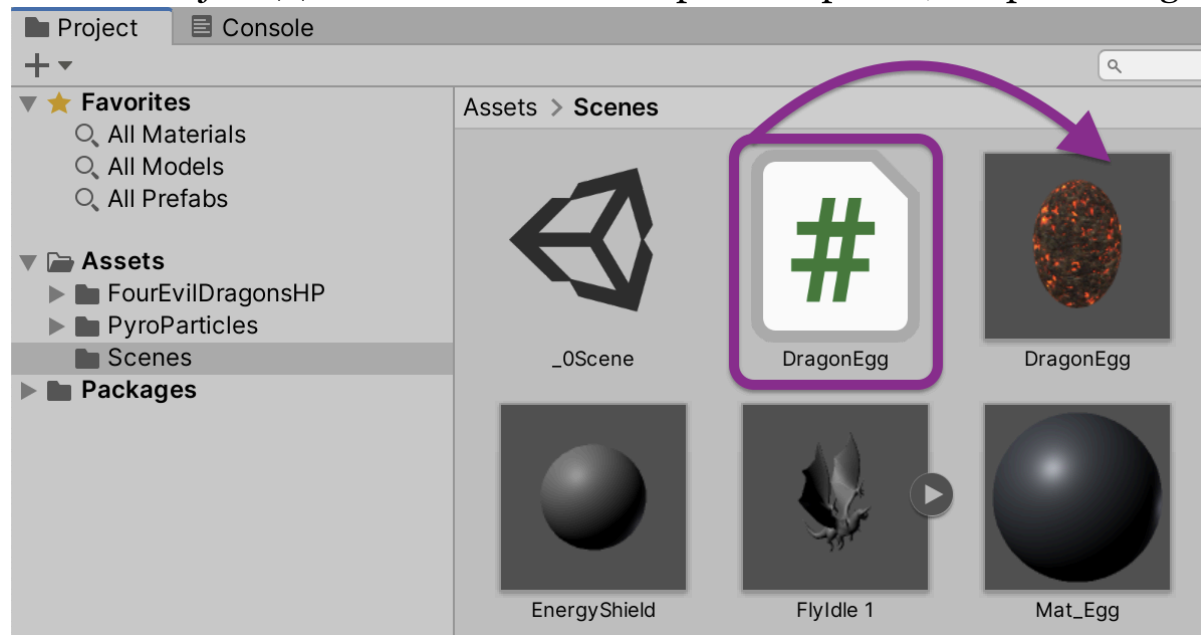 Project Console
Favorites
All Materials
All Models
All Prefabs
Assets
FourEvilDragonsHP
PyroParticles
Scenes
Packages
Assets > Scenes
_0Scene DragonEgg DragonEgg
EnergyShield FlyIdle 1 Mat_Egg